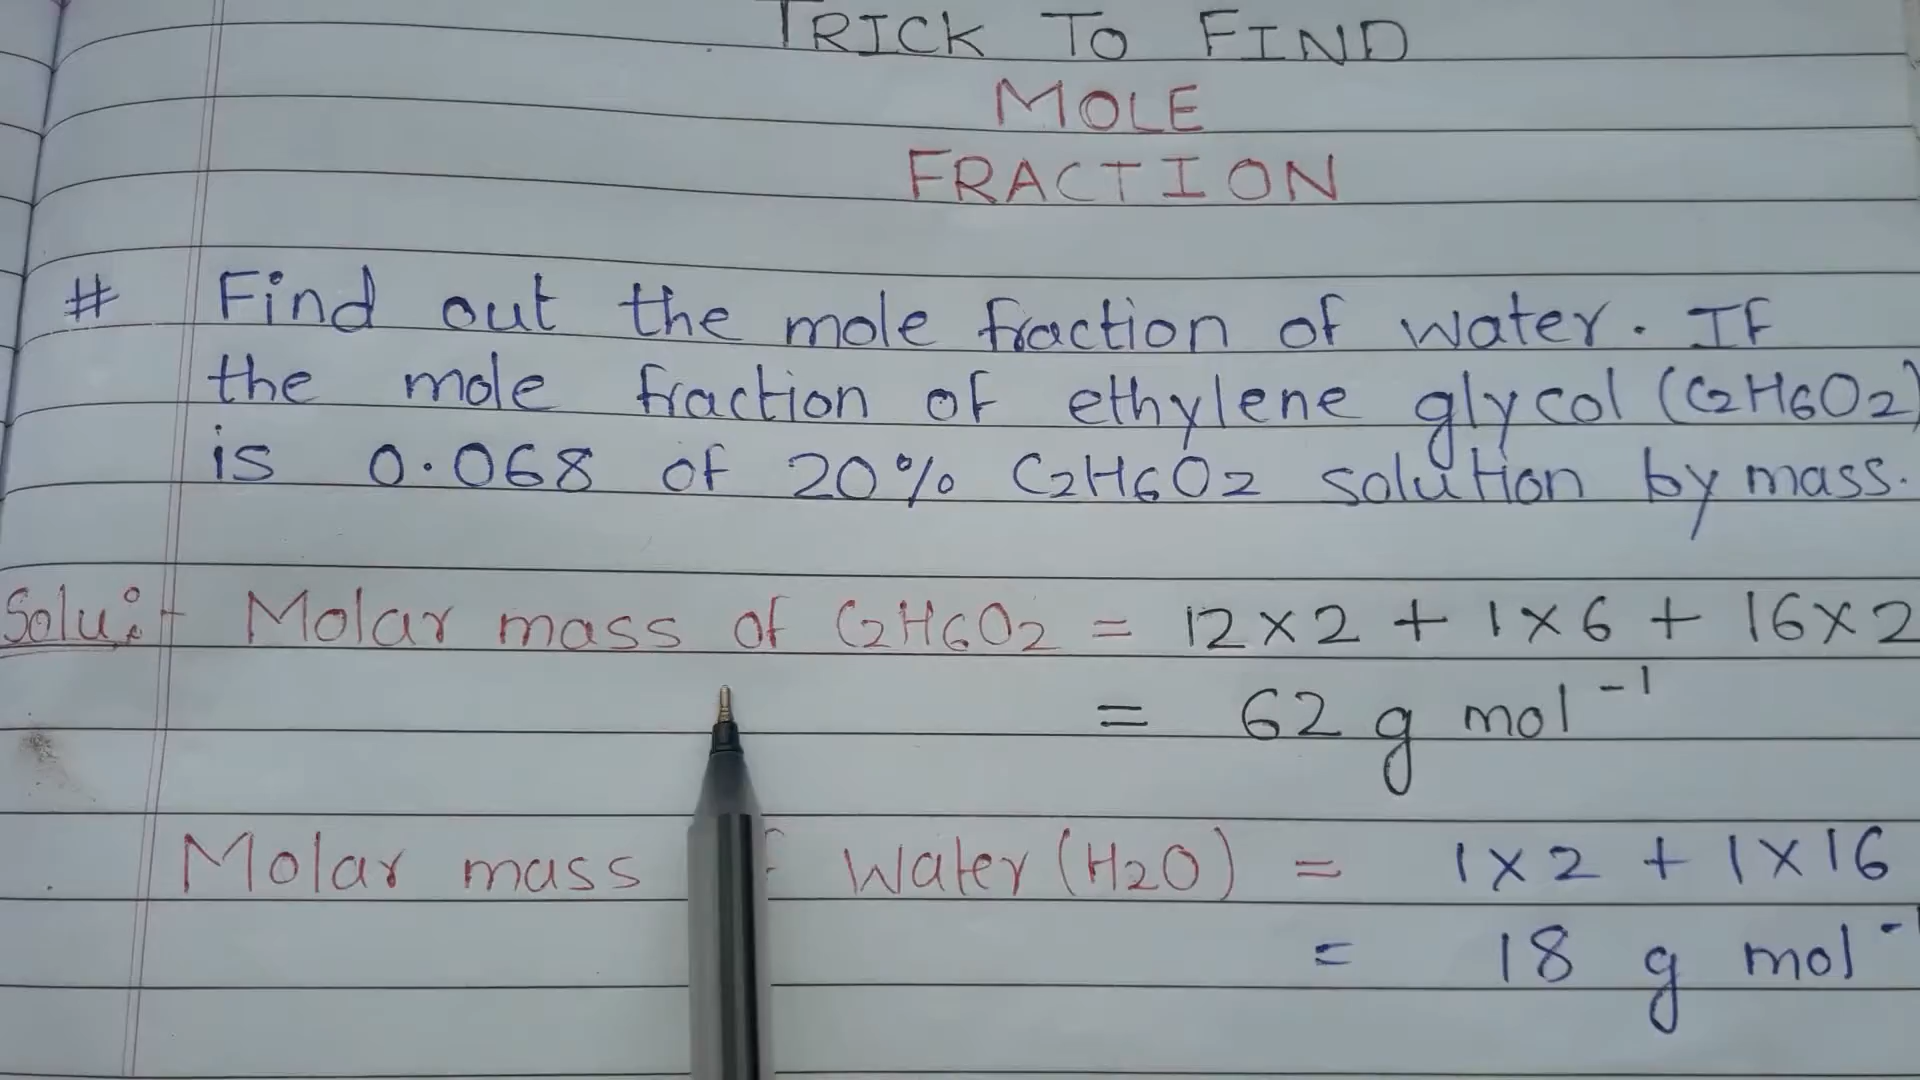 TRICK TO FIND
MOLE
FRACTION
# Find out the mole fraction of water. If
the mole fraction of ethylene glycol (C2H6O2)
is 0.068 of 20% C2H6O2 solution by mass.
Solu:- Molar mass of C2H6O2 = 12×2 + 1×6 + 16×2
= 62 g mol⁻¹
Molar mass Water (H2O) = 1×2 + 1×16
= 18 g mol⁻